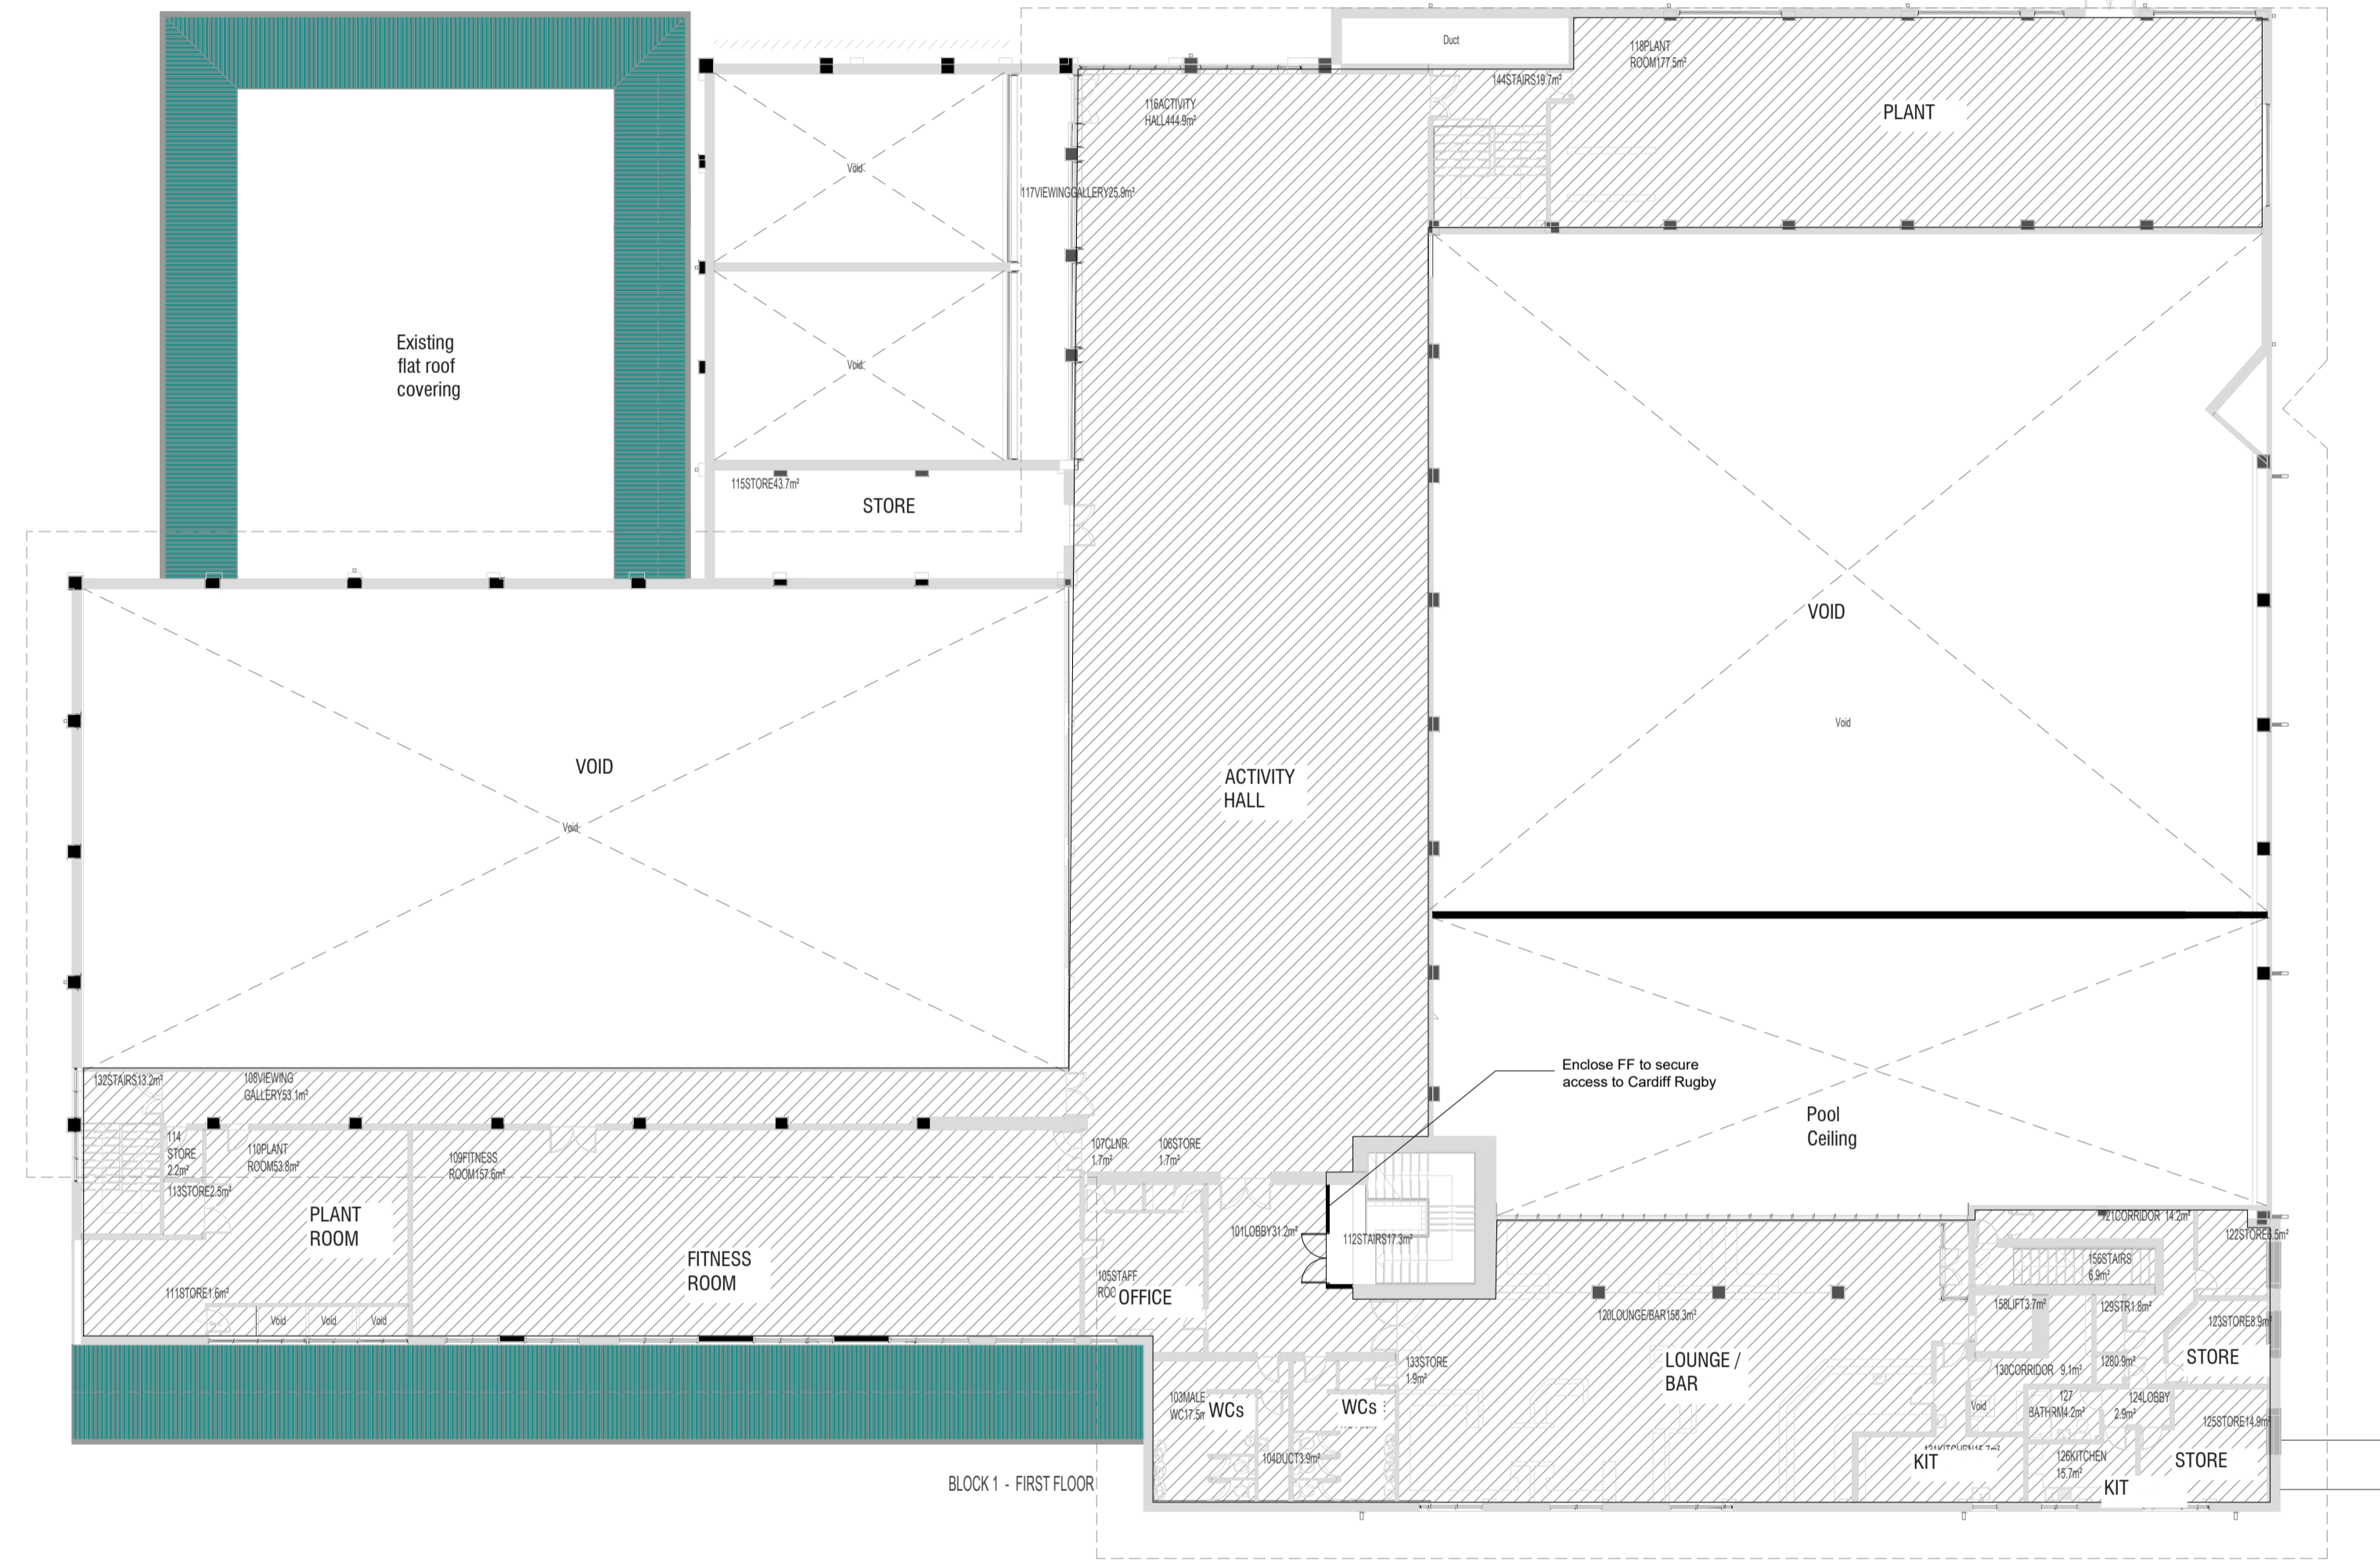 Duct
118PLANT
ROOM177.5m²
144STAIRS19.7m²
PLANT
116ACTIVITY
HALL444.9m²
Void
117VIEWINGGALLERY25.9m²
Existing
flat roof
covering
Void
115STORE43.7m²
STORE
VOID
Void
VOID
Void
ACTIVITY
HALL
Enclose FF to secure
access to Cardiff Rugby
Pool
Ceiling
132STAIRS13.2m²
108VIEWING
GALLERY53.1m²
114
STORE
2.2m²
110PLANT
ROOM53.8m²
113STORE2.5m²
109FITNESS
ROOM157.6m²
107CLNR.
1.7m²
106STORE
1.7m²
PLANT
ROOM
FITNESS
ROOM
101LOBBY31.2m²
112STAIRS17.3m²
105STAFF
OFFICE
111STORE1.6m²
Void
Void
Void
121CORRIDOR 14.2m²
122STORE6.5m²
156STAIRS
6.9m²
158LIFT3.7m²
129STR1.8m²
120LOUNGE/BAR158.3m²
123STORE8.9m²
STORE
LOUNGE /
BAR
133STORE
1.9m²
130CORRIDOR 9.1m²
1280.9m²
103MALE
WC17.5m
WCs
WCs
Void
127
BATHRM4.2m²
124LOBBY
2.9m²
125STORE14.9m²
104DUCT3.9m²
KIT
126KITCHEN
15.7m²
STORE
KIT
BLOCK 1 - FIRST FLOOR